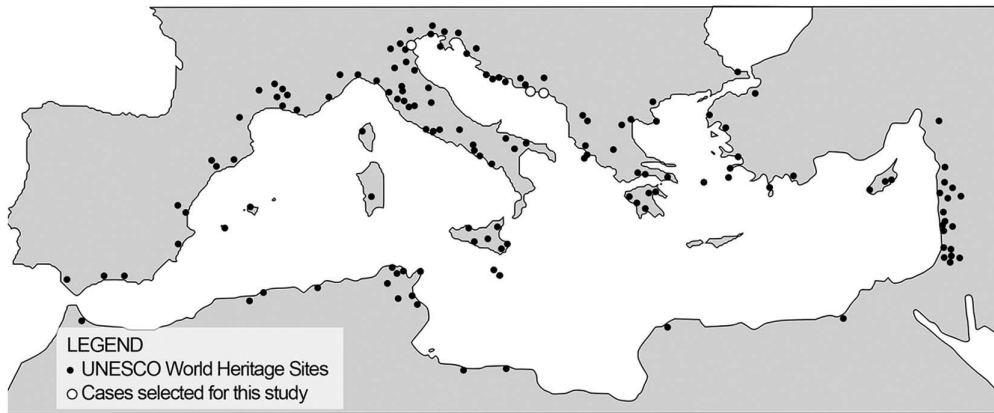 LEGEND
UNESCO World Heritage Sites
Cases selected for this study